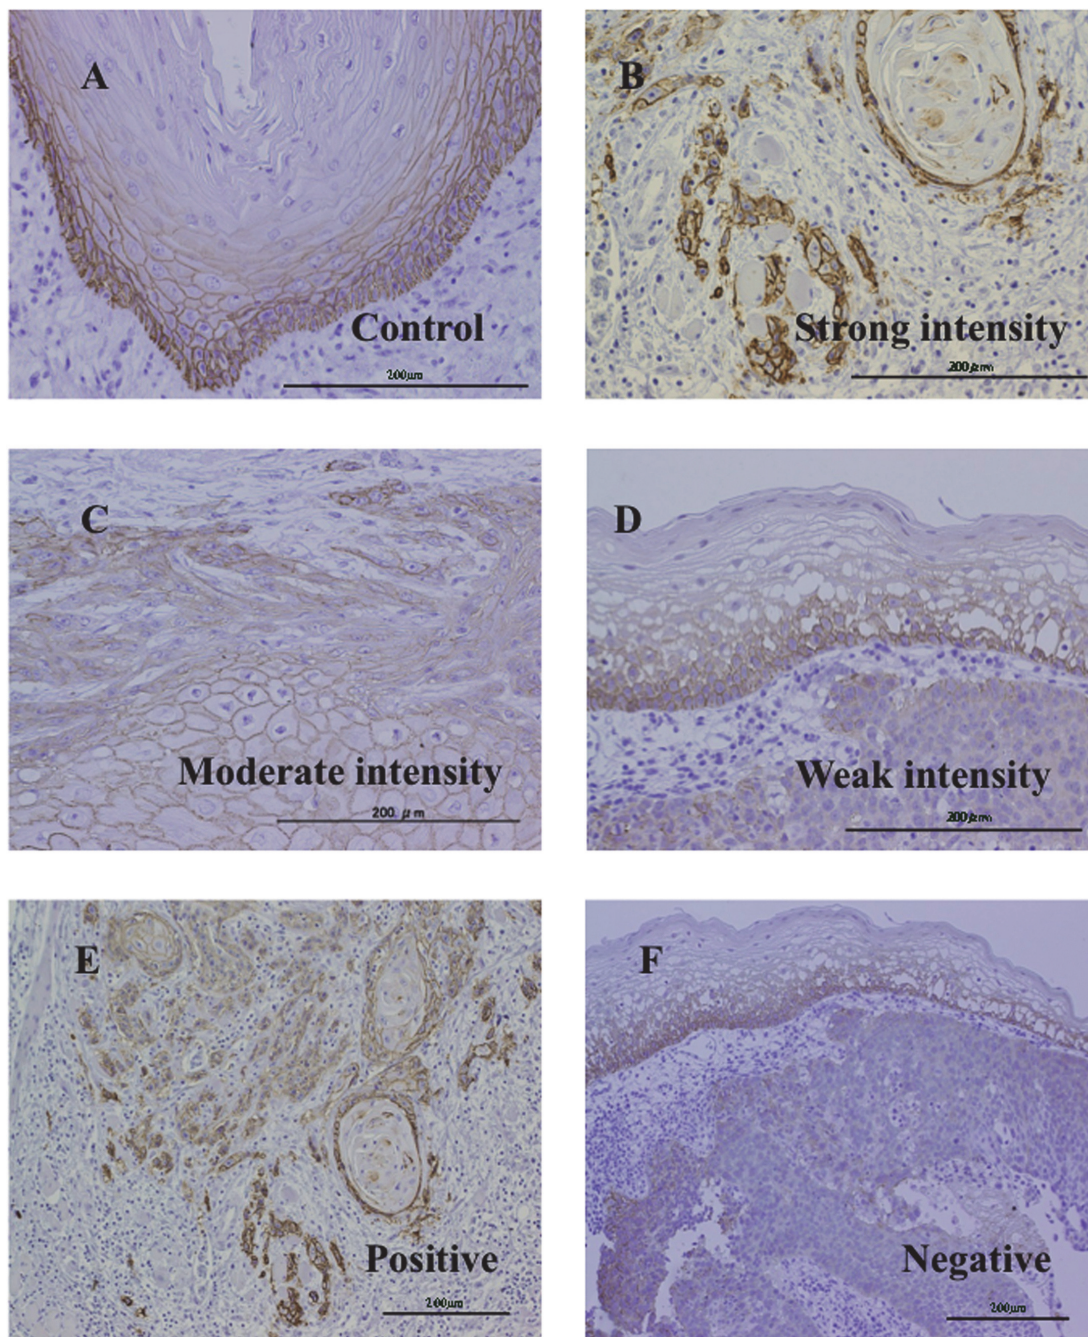 A
Control
200μm
B
Strong intensity
200μm
C
Moderate intensity
200 μm
D
Weak intensity
200μm
E
Positive
200μm
F
Negative
200μm